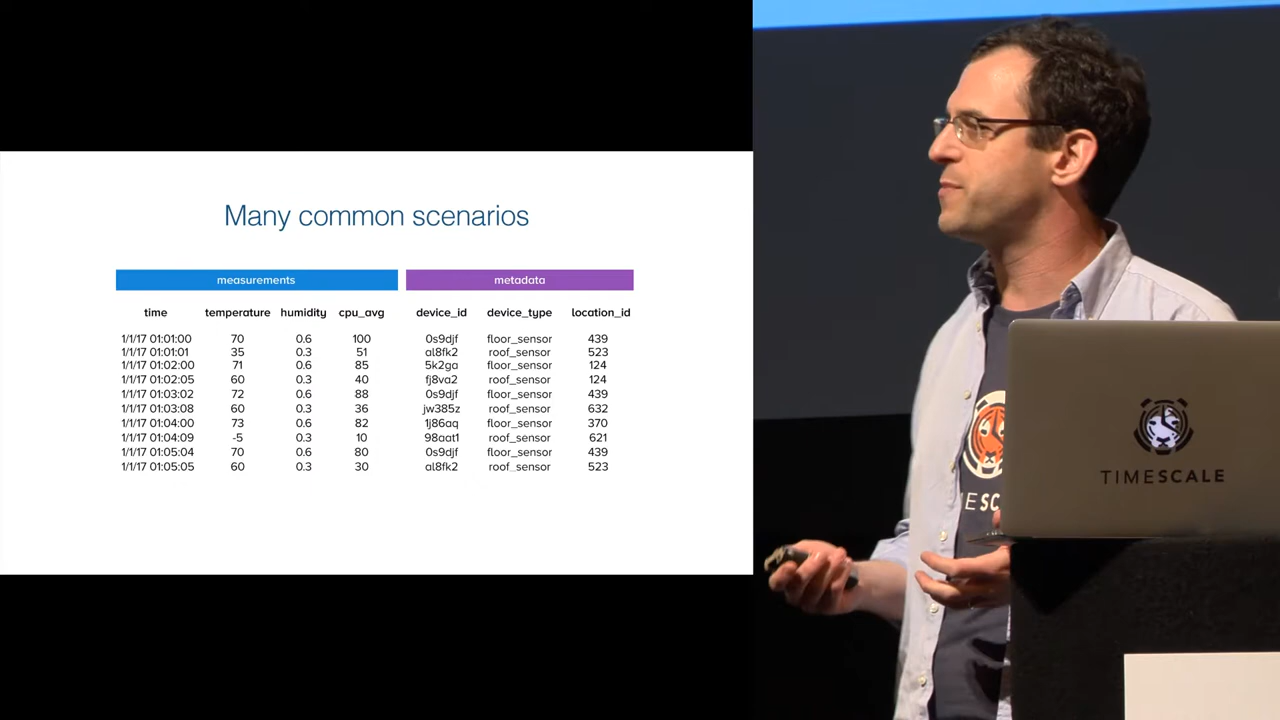 Many common scenarios
measurements metadata
time temperature humidity cpu_avg device_id device_type location_id
1/1/17 01:01:00 70 0.6 100 0s9djf floor_sensor 439
1/1/17 01:01:01 35 0.3 51 al8fk2 roof_sensor 523
1/1/17 01:02:00 71 0.6 85 5k2ga floor_sensor 124
1/1/17 01:02:05 60 0.3 40 fj8va2 roof_sensor 124
1/1/17 01:03:02 72 0.6 88 0s9djf floor_sensor 439
1/1/17 01:03:08 60 0.3 36 jw385z roof_sensor 632
1/1/17 01:04:00 73 0.6 82 1j86aq floor_sensor 370
1/1/17 01:04:09 -5 0.3 10 98aat1 roof_sensor 621
1/1/17 01:05:04 70 0.6 80 0s9djf floor_sensor 439
1/1/17 01:05:05 60 0.3 30 al8fk2 roof_sensor 523
TIMESCALE